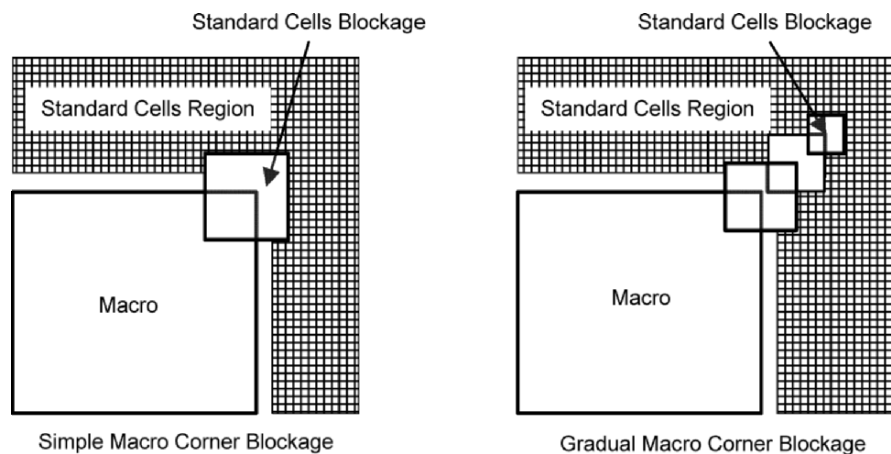 Standard Cells Blockage
Standard Cells Region
Macro
Simple Macro Corner Blockage
Standard Cells Blockage
Standard Cells Region
Macro
Gradual Macro Corner Blockage